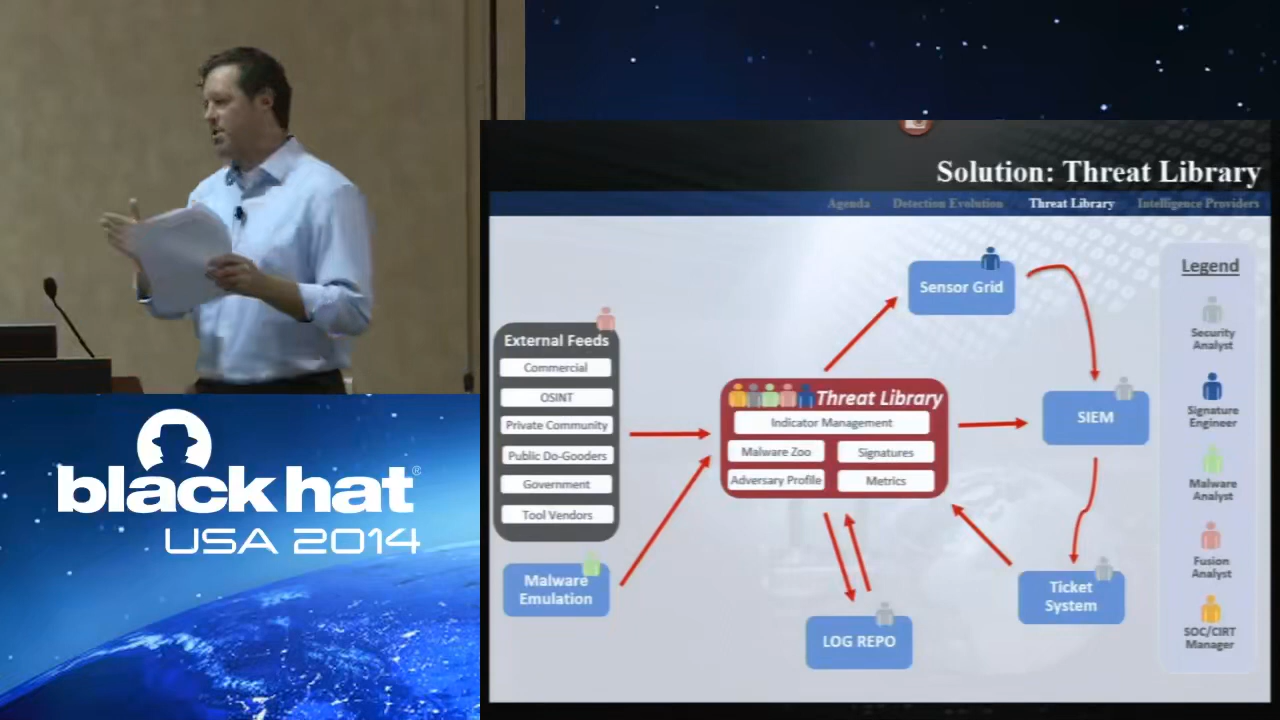 Solution: Threat Library
Agenda
Detection Evolution
Threat Library
Intelligence Providers
External Feeds
Commercial
OSINT
Private Community
Public Do-Gooders
Government
Tool Vendors
Malware
Emulation
Threat Library
Indicator Management
Malware Zoo
Signatures
Adversary Profile
Metrics
Sensor Grid
SIEM
Ticket
System
LOG REPO
Legend
Security
Analyst
Signature
Engineer
Malware
Analyst
Fusion
Analyst
SOC/CIRT
Manager
black hat®
USA 2014